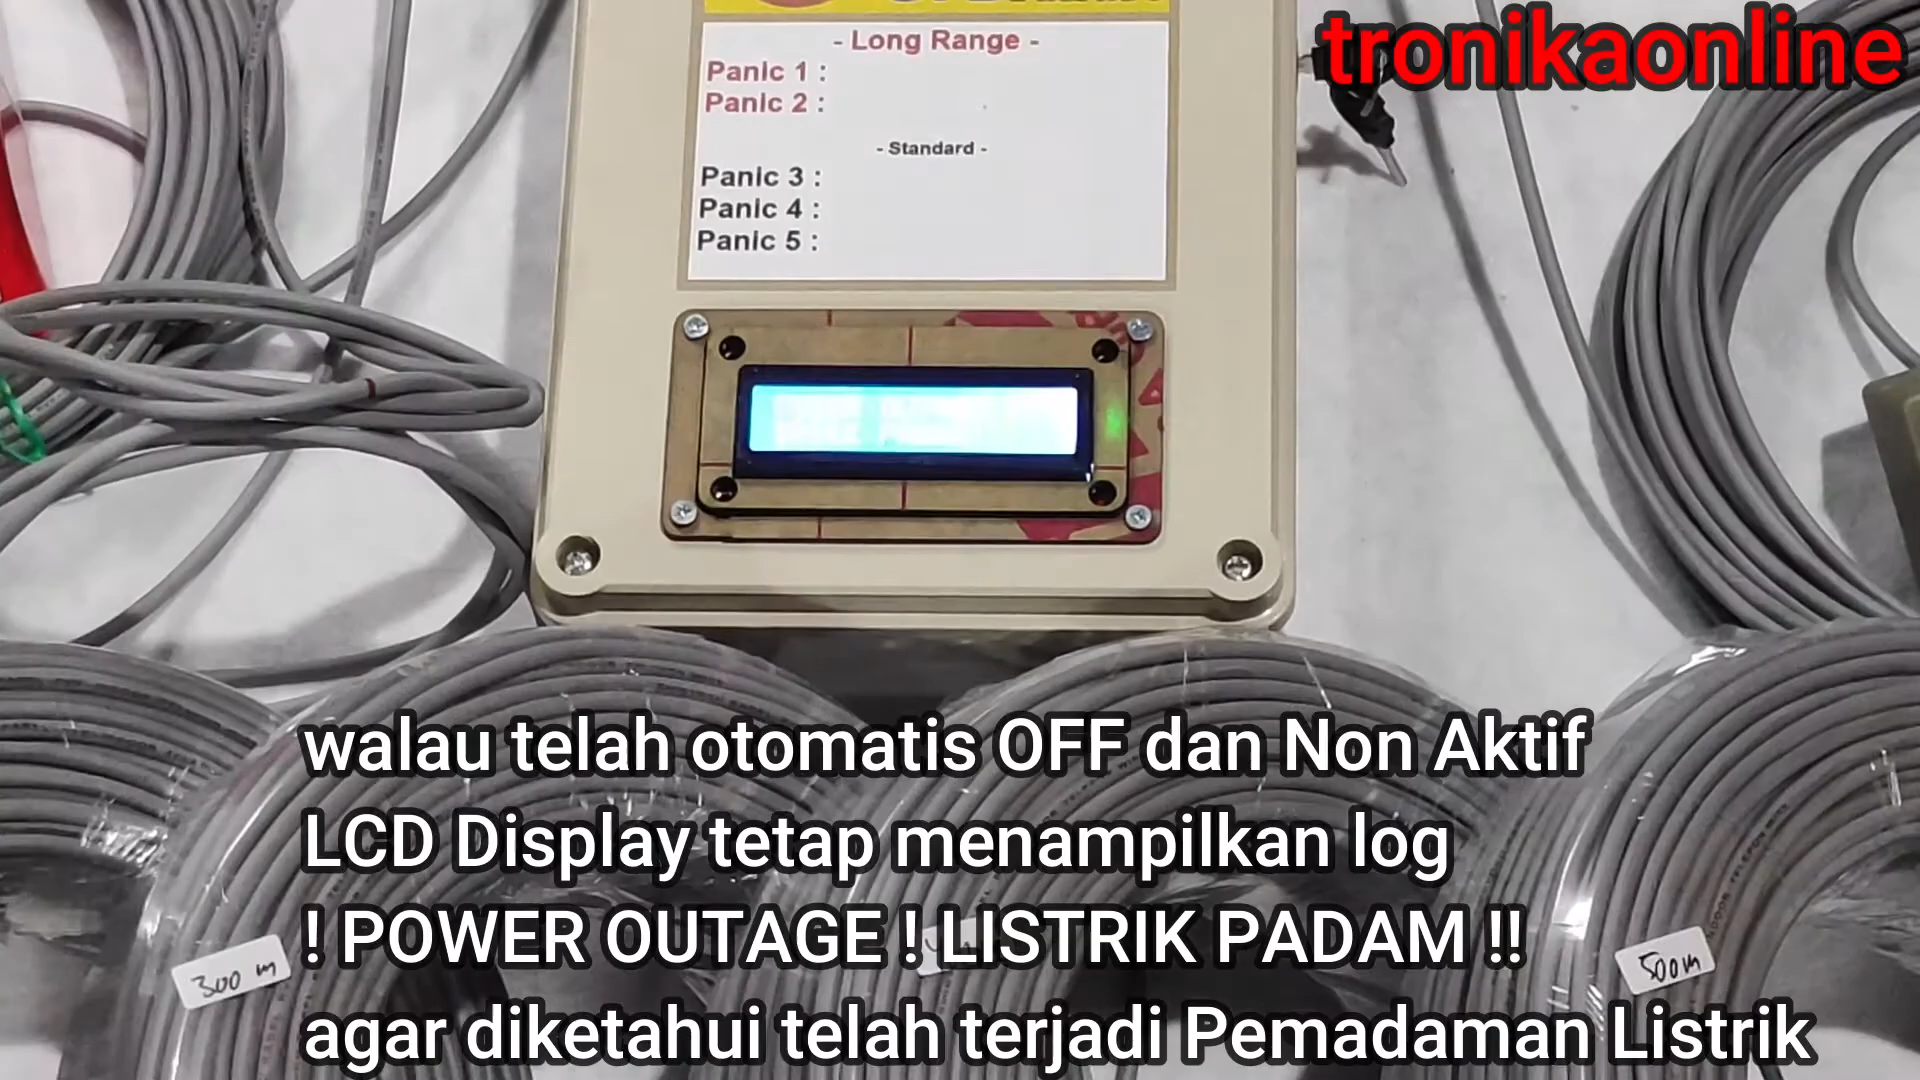 tronikaonline
- Long Range -
Panic 1 :
Panic 2 :
- Standard -
Panic 3 :
Panic 4 :
Panic 5 :
walau telah otomatis OFF dan Non Aktif
LCD Display tetap menampilkan log
! POWER OUTAGE ! LISTRIK PADAM !!
agar diketahui telah terjadi Pemadaman Listrik
300 m
500m